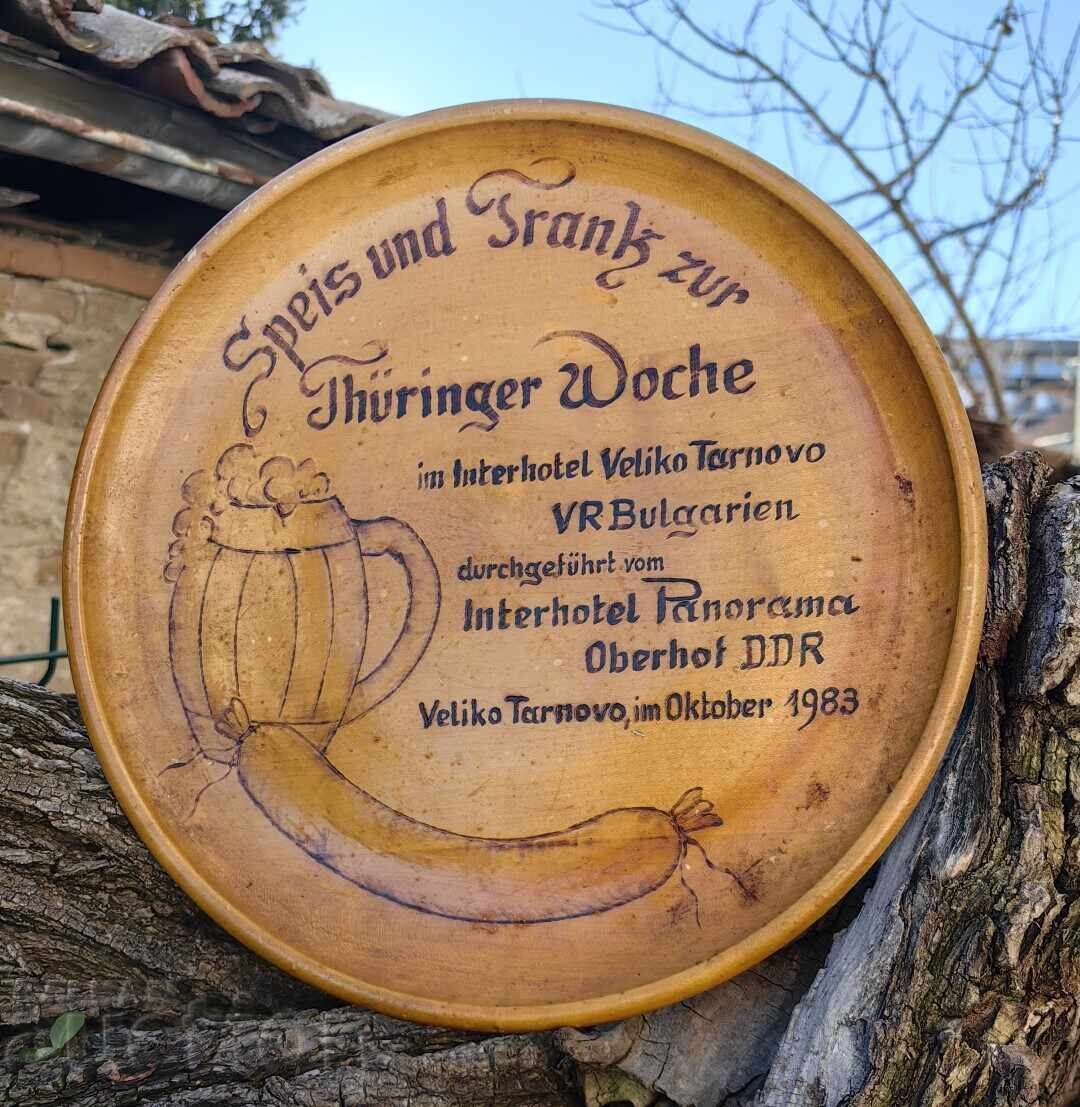 Speis und Trank zur
Thüringer Woche
im Interhotel Veliko Tarnovo
VR Bulgarien
durchgeführt vom
Interhotel Panorama
Oberhof DDR
Veliko Tarnovo, im Oktober 1983